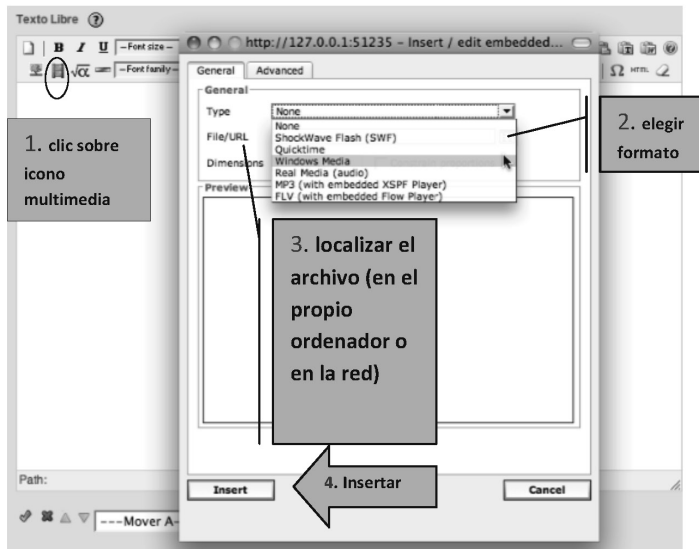 Texto Libre ?
B I U –Font size–
http://127.0.0.1:51235 – Insert / edit embedded...
√α –Font family–
Ω HTML
General Advanced
General
Type None
None
ShockWave Flash (SWF)
Quicktime
Windows Media
Real Media (audio)
MP3 (with embedded XSPF Player)
FLV (with embedded Flow Player)
File/URL
Dimensions
Preview
1. clic sobre
icono
multimedia
2. elegir
formato
3. localizar el
archivo (en el
propio
ordenador o
en la red)
4. Insertar
Insert
Cancel
Path:
---Mover A-